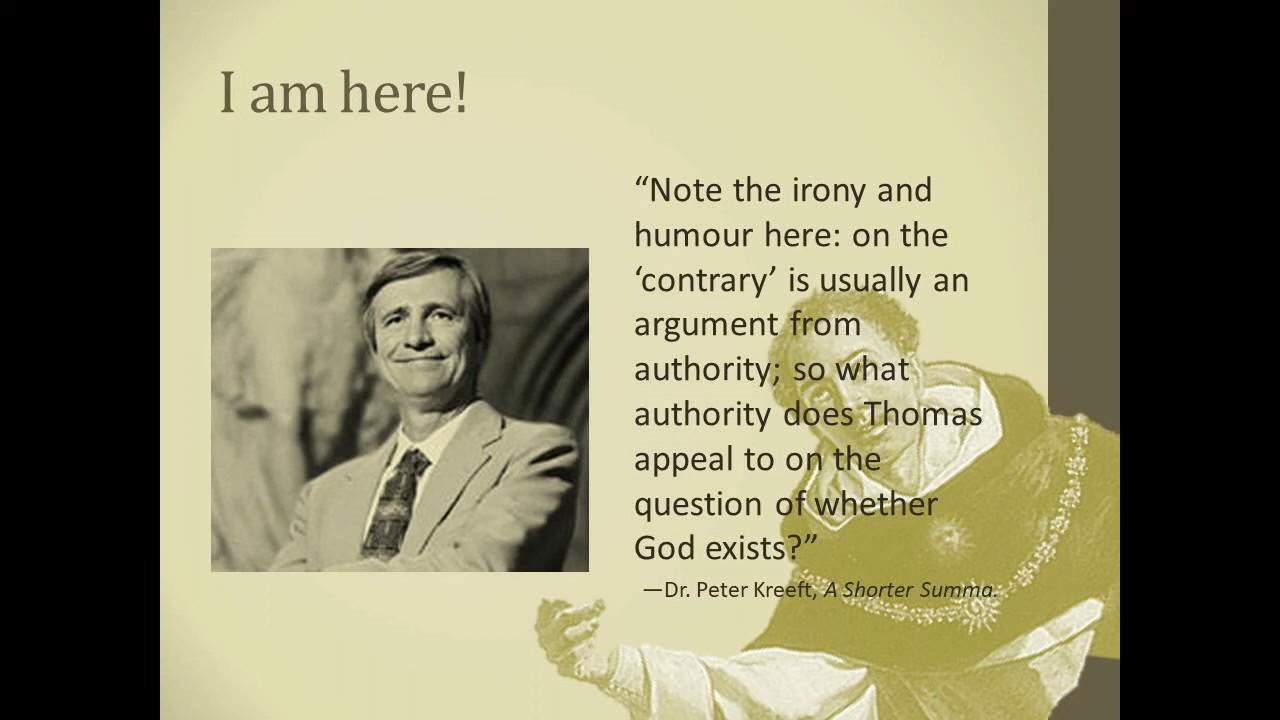 I am here!
“Note the irony and
humour here: on the
‘contrary’ is usually an
argument from
authority; so what
authority does Thomas
appeal to on the
question of whether
God exists?”
—Dr. Peter Kreeft, A Shorter Summa.